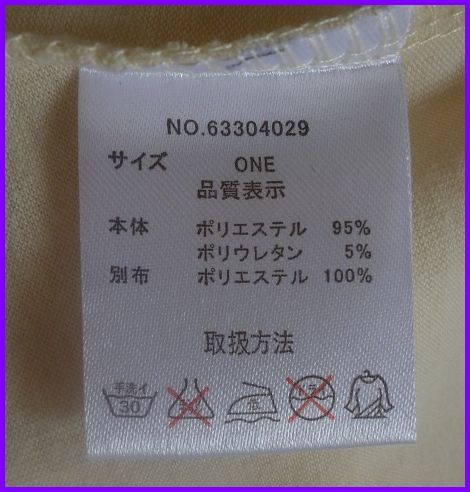 NO.63304029
サイズ ONE
品質表示
本体 ポリエステル 95%
ポリウレタン 5%
別布 ポリエステル 100%
取扱方法
手洗イ 30 低